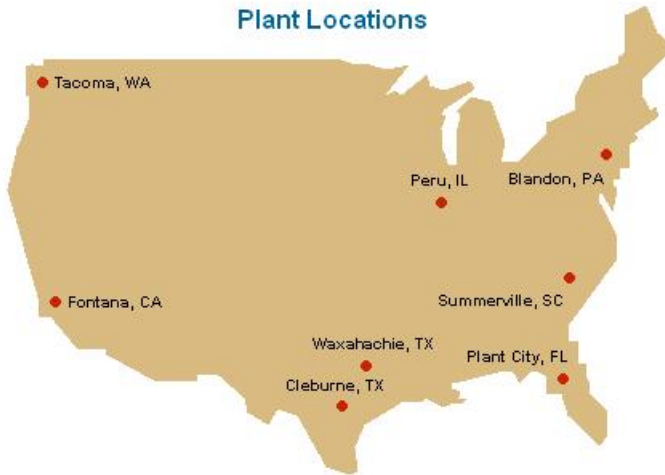 Plant Locations
Tacoma, WA
Peru, IL
Blandon, PA
Fontana, CA
Summerville, SC
Waxahachie, TX
Plant City, FL
Cleburne, TX